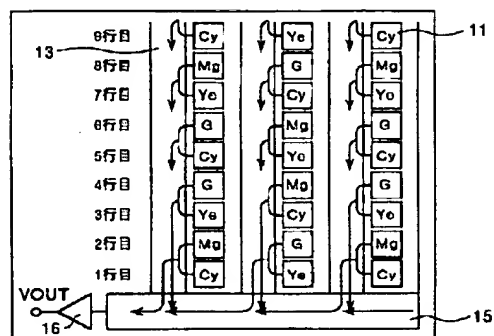 9行目 Cy Ye Cy 11
13
8行目 Mg G Mg
7行目 Ye Cy Ye
6行目 G Mg G
5行目 Cy Ye Cy
4行目 G Mg G
3行目 Ye Cy Ye
2行目 Mg G Mg
1行目 Cy Ye Cy
VOUT
16
15